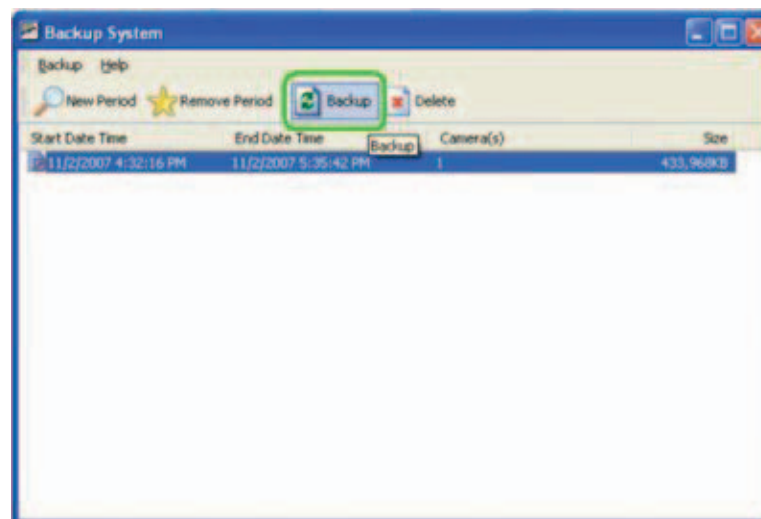 Backup System
Backup Help
New Period Remove Period Backup Delete
Start Date Time End Date Time Camera(s) Size
Backup
11/2/2007 4:32:16 PM 11/2/2007 5:35:42 PM 1 433,968KB